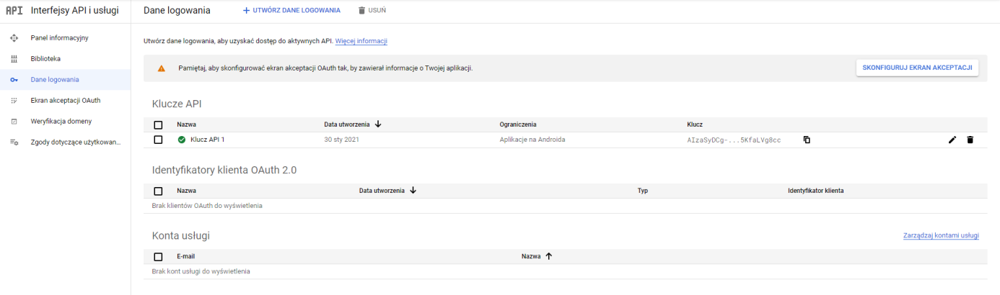 API Interfejsy API i usługi
Dane logowania
+ UTWÓRZ DANE LOGOWANIA
USUŃ
Panel informacyjny
Biblioteka
Dane logowania
Ekran akceptacji OAuth
Weryfikacja domeny
Zgody dotyczące użytkowan...
Utwórz dane logowania, aby uzyskać dostęp do aktywnych API. Więcej informacji
Pamiętaj, aby skonfigurować ekran akceptacji OAuth tak, by zawierał informacje o Twojej aplikacji.
SKONFIGURUJ EKRAN AKCEPTACJI
Klucze API
Nazwa Data utworzenia Ograniczenia Klucz
Klucz API 1 30 sty 2021 Aplikacje na Androida AIzaSyDCg-...5KfaLVg8cc
Identyfikatory klienta OAuth 2.0
Nazwa Data utworzenia Typ Identyfikator klienta
Brak klientów OAuth do wyświetlenia
Konta usługi
Zarządzaj kontami usługi
E-mail Nazwa
Brak kont usługi do wyświetlenia